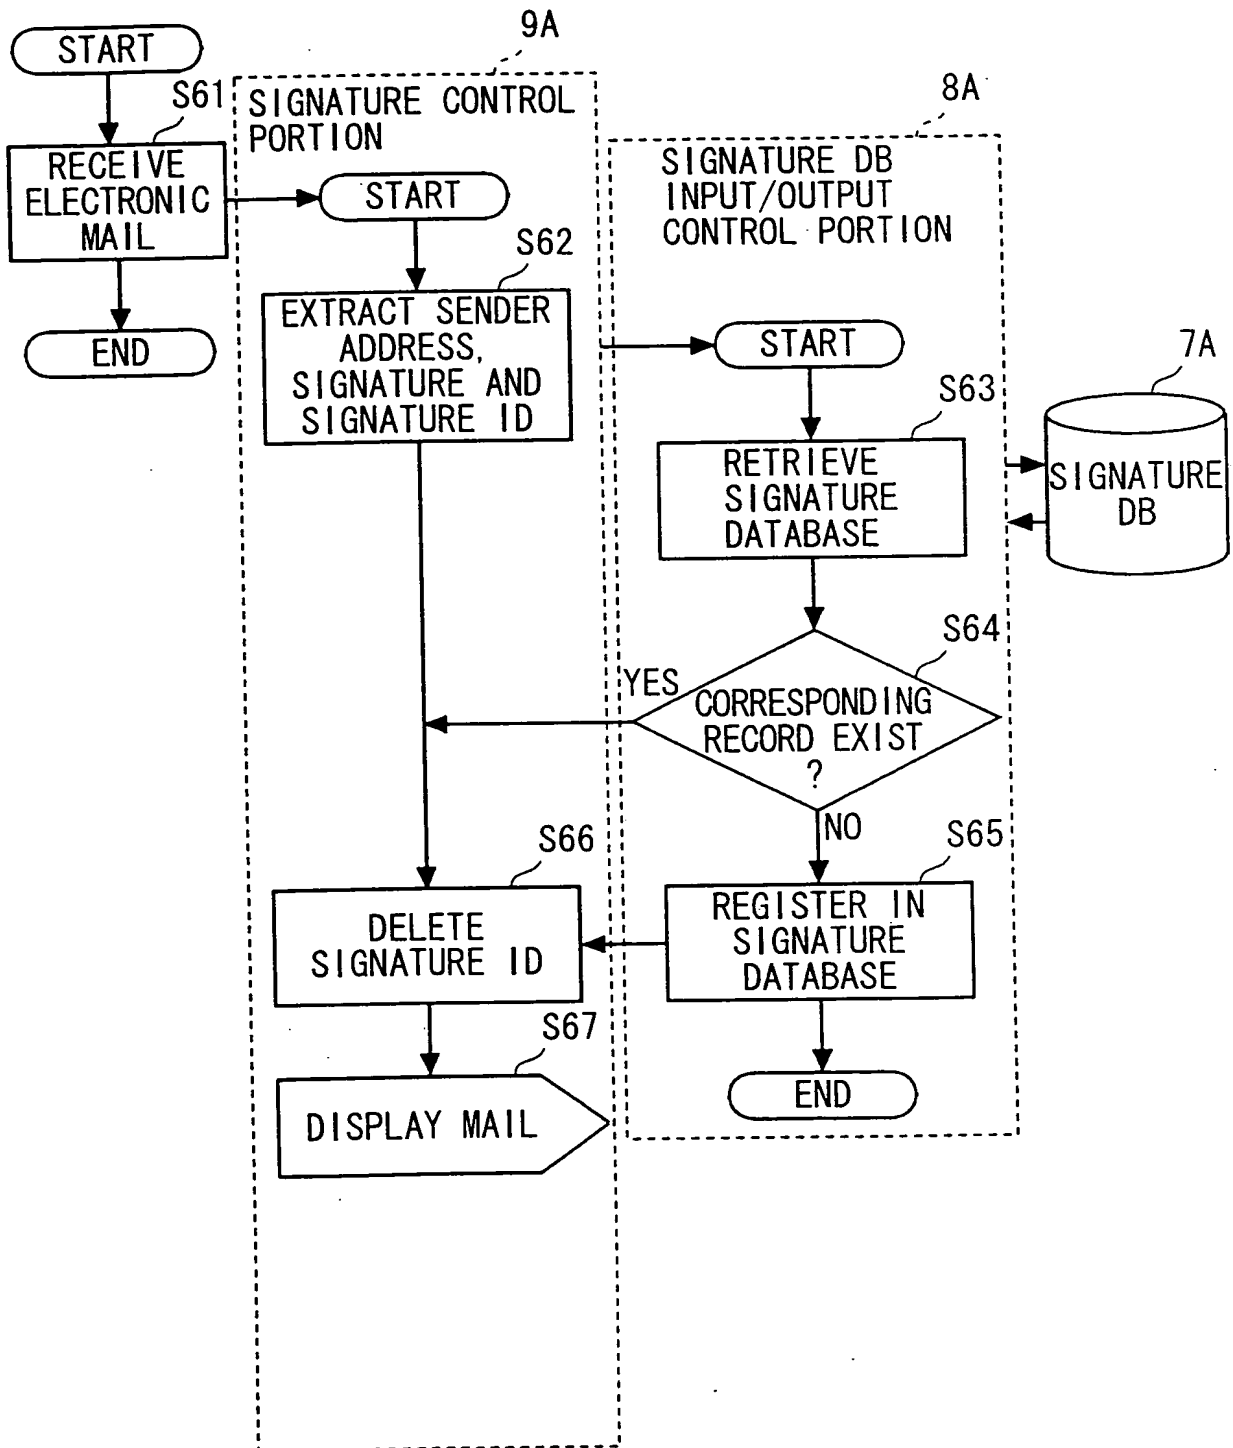 START
S61
RECEIVE
ELECTRONIC
MAIL
END
9A
SIGNATURE CONTROL
PORTION
START
S62
EXTRACT SENDER
ADDRESS,
SIGNATURE AND
SIGNATURE ID
8A
SIGNATURE DB
INPUT/OUTPUT
CONTROL PORTION
START
S63
RETRIEVE
SIGNATURE
DATABASE
7A
SIGNATURE
DB
S64
YES
CORRESPONDING
RECORD EXIST
?
NO
S65
REGISTER IN
SIGNATURE
DATABASE
END
S66
DELETE
SIGNATURE ID
S67
DISPLAY MAIL